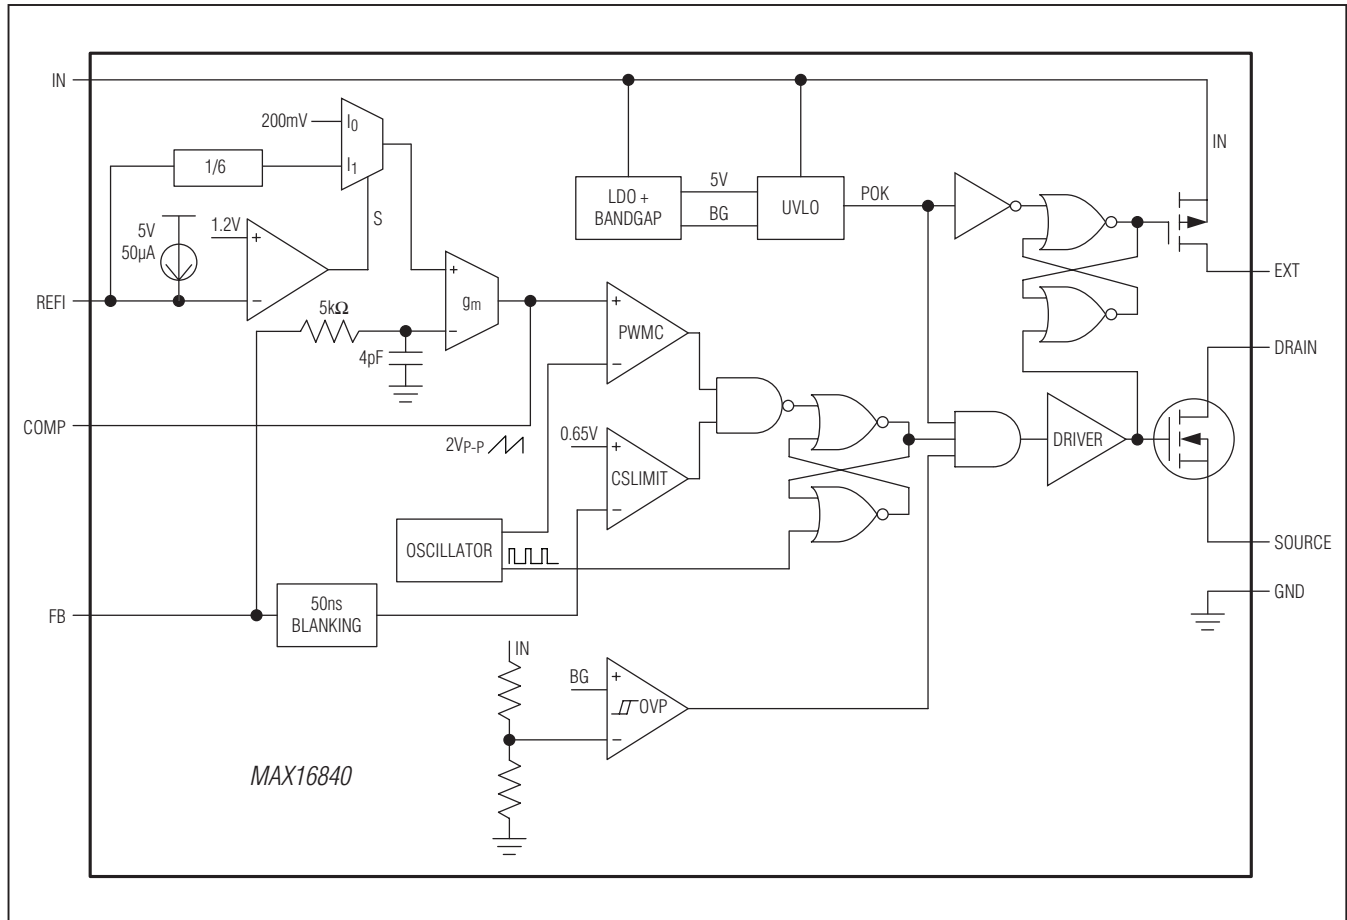 IN
200mV
I0
I1
1/6
S
1.2V
+
−
5V
50µA
REFI
5kΩ
4pF
+
gm
−
LDO +
BANDGAP
5V
BG
UVLO
POK
IN
EXT
DRAIN
SOURCE
GND
+
PWMC
−
COMP
2VP-P
0.65V
+
CSLIMIT
−
DRIVER
OSCILLATOR
FB
50ns
BLANKING
IN
BG
+
OVP
−
MAX16840